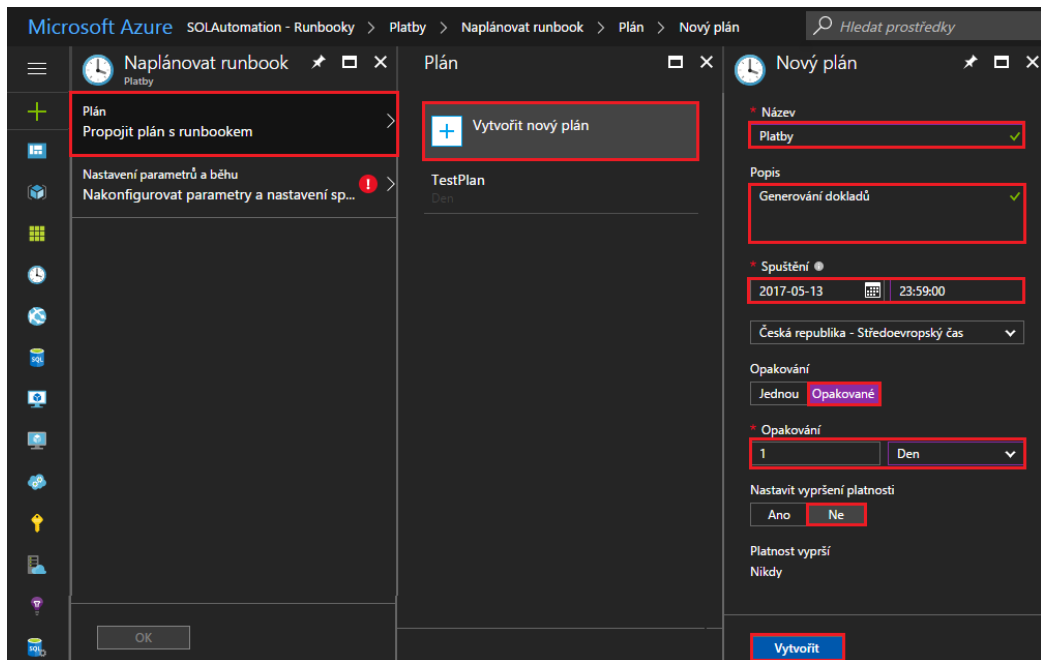 Microsoft Azure SOLAutomation - Runbooky > Platby > Naplánovat runbook > Plán > Nový plán
Hledat prostředky
Naplánovat runbook
Platby
Plán
Propojit plán s runbookem
Nastavení parametrů a běhu
Nakonfigurovat parametry a nastavení sp...
OK
Plán
Vytvořit nový plán
TestPlan
Den
Nový plán
* Název
Platby
Popis
Generování dokladů
* Spuštění
2017-05-13 23:59:00
Česká republika - Středoevropský čas
Opakování
Jednou Opakované
* Opakování
1 Den
Nastavit vypršení platnosti
Ano Ne
Platnost vyprší
Nikdy
Vytvořit
SQL
SQL